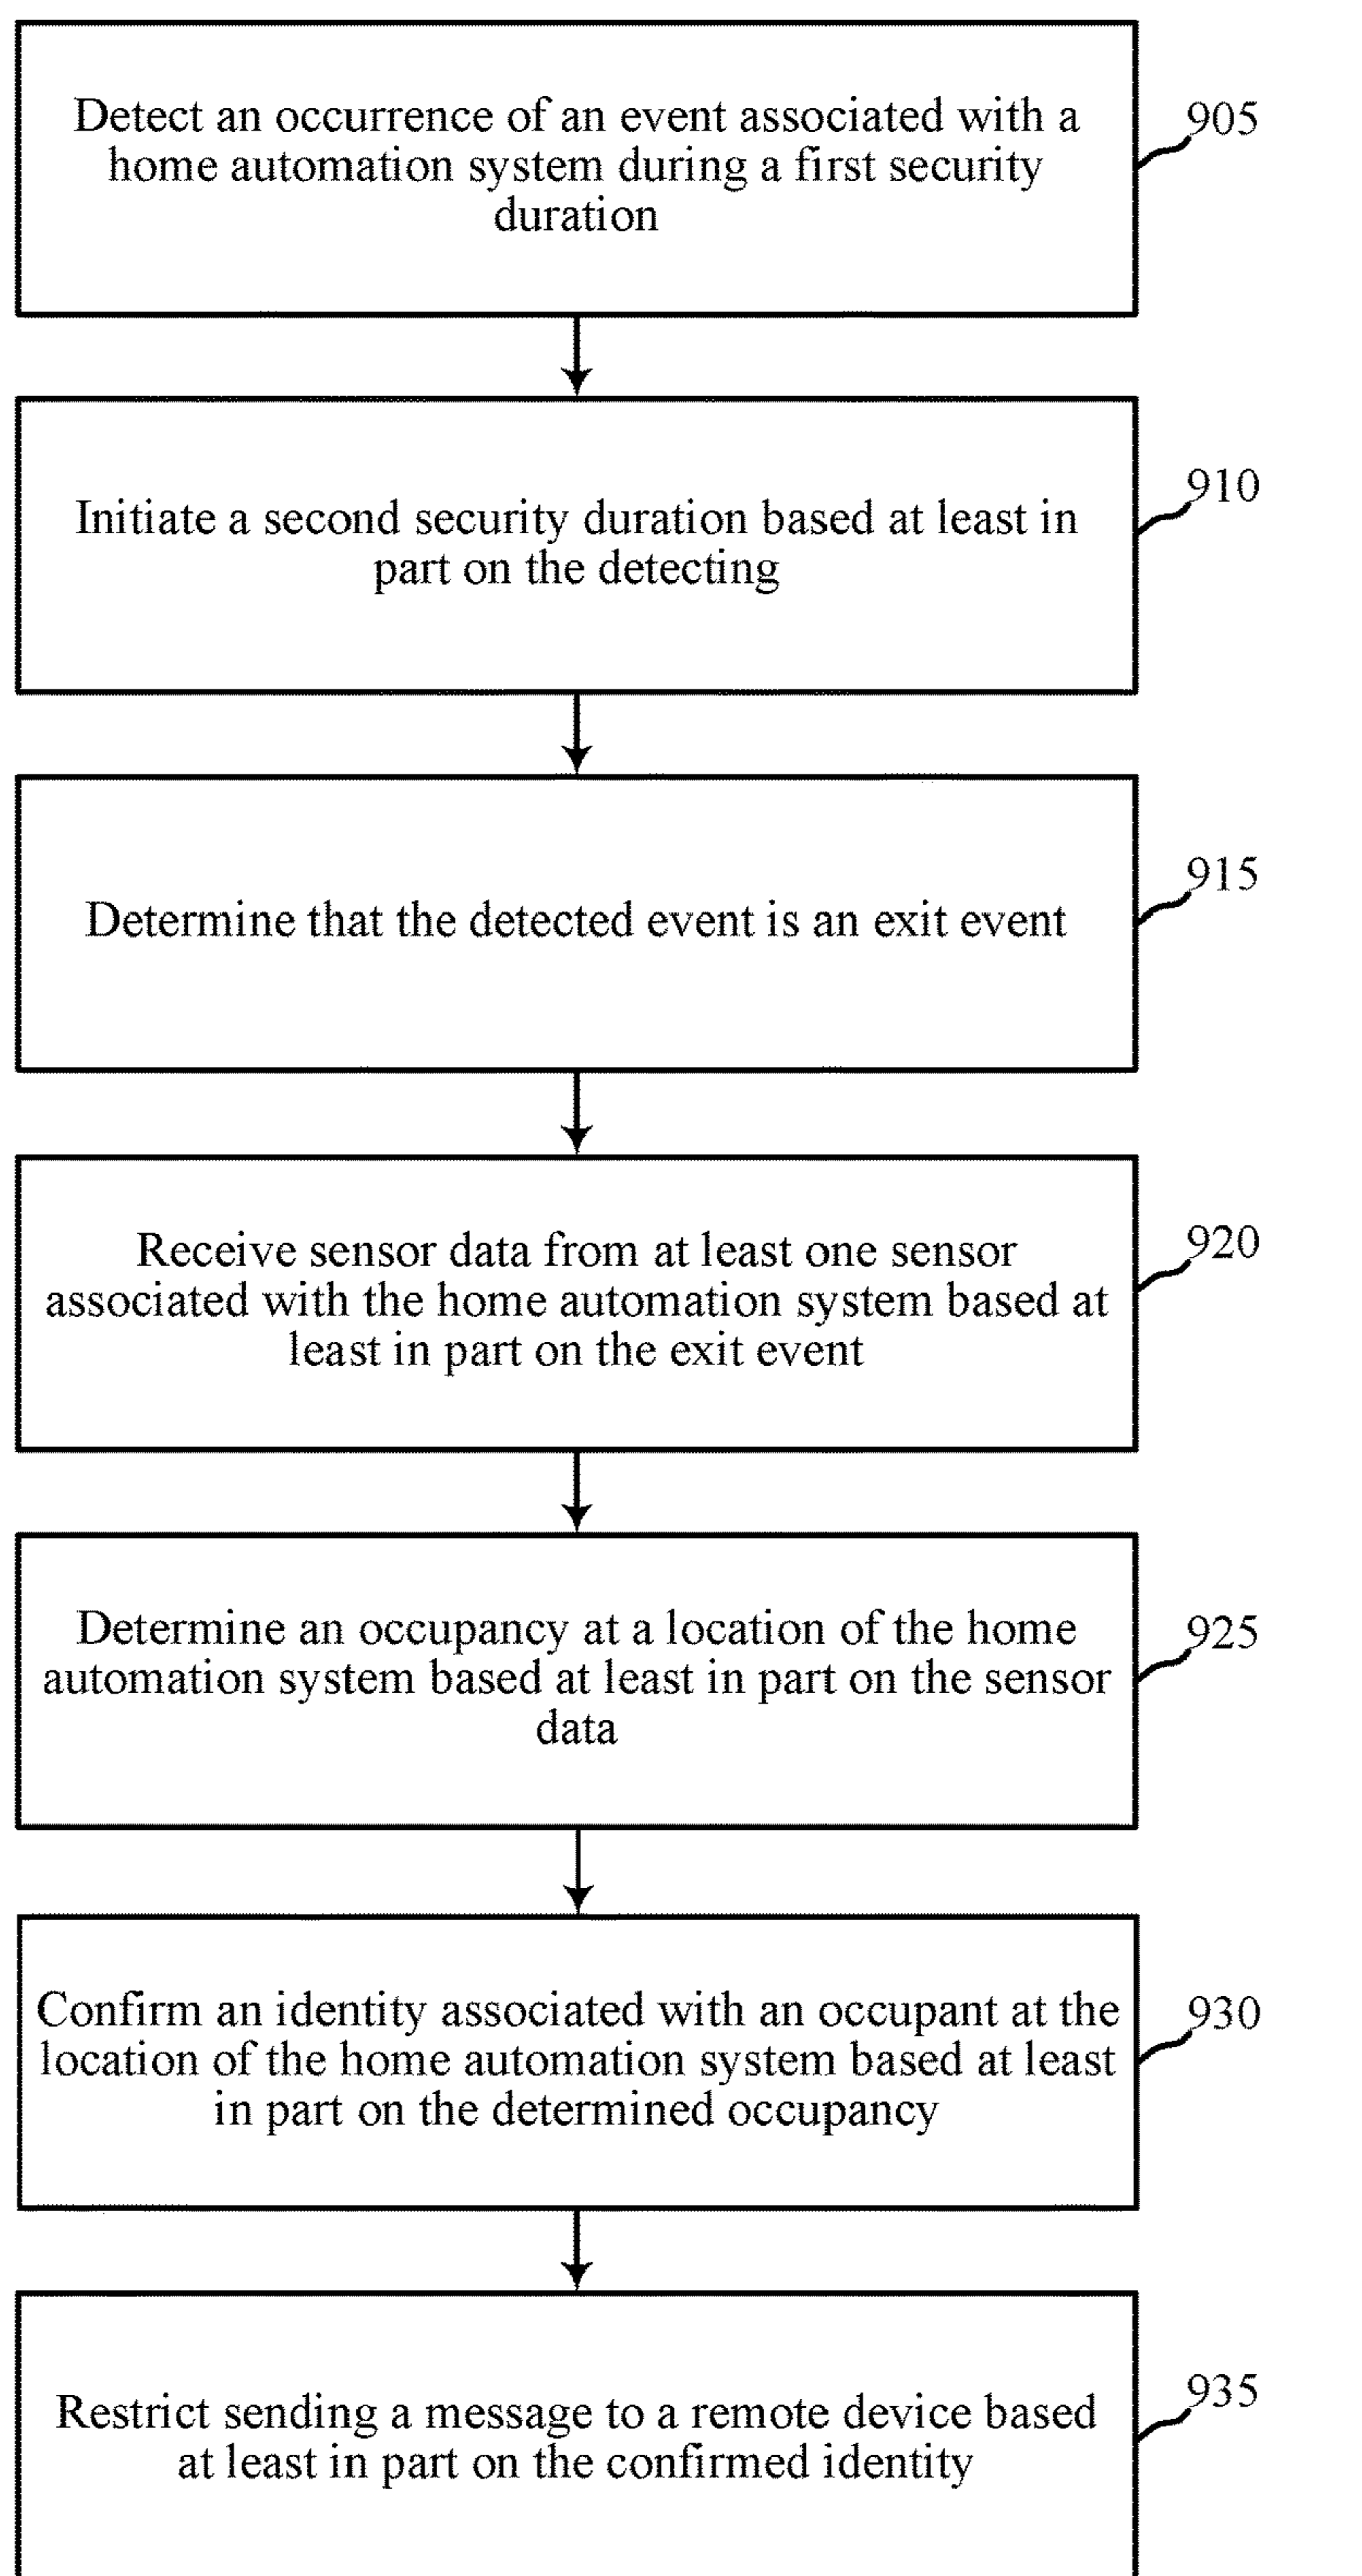 Detect an occurrence of an event associated with a
home automation system during a first security
duration
905
Initiate a second security duration based at least in
part on the detecting
910
Determine that the detected event is an exit event
915
Receive sensor data from at least one sensor
associated with the home automation system based at
least in part on the exit event
920
Determine an occupancy at a location of the home
automation system based at least in part on the sensor
data
925
Confirm an identity associated with an occupant at the
location of the home automation system based at least
in part on the determined occupancy
930
Restrict sending a message to a remote device based
at least in part on the confirmed identity
935